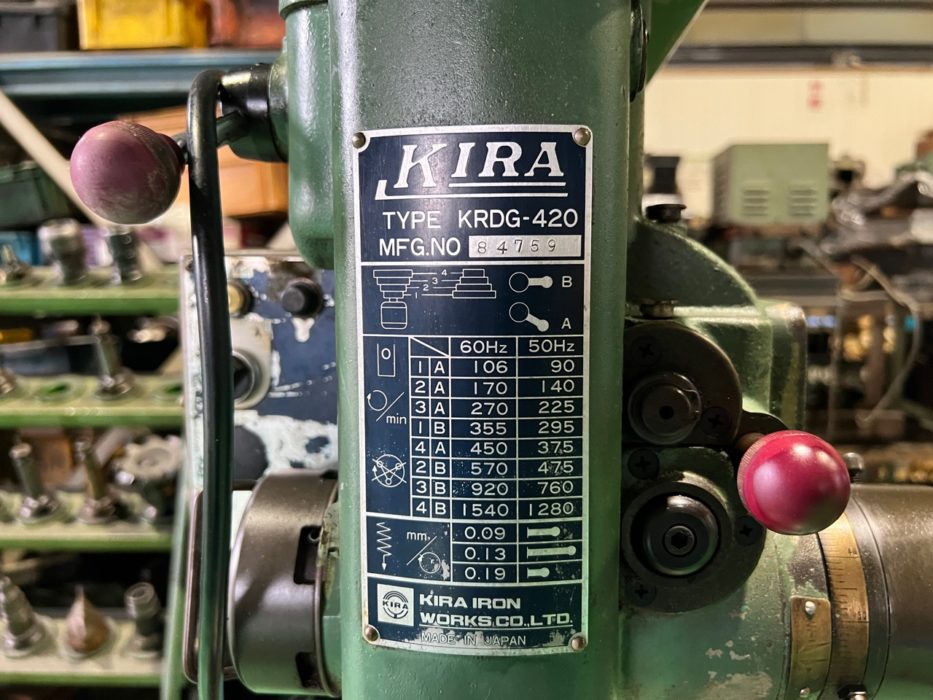 KIRA
TYPE KRDG-420
MFG.NO 84759
4
3
2
1
B
A
60Hz 50Hz
1 A 106 90
2 A 170 140
3 A 270 225
1 B 355 295
4 A 450 375
2 B 570 475
3 B 920 760
4 B 1540 1280
/min
mm/
0.09
0.13
0.19
KIRA
KIRA IRON
WORKS.CO.,LTD.
MADE IN JAPAN